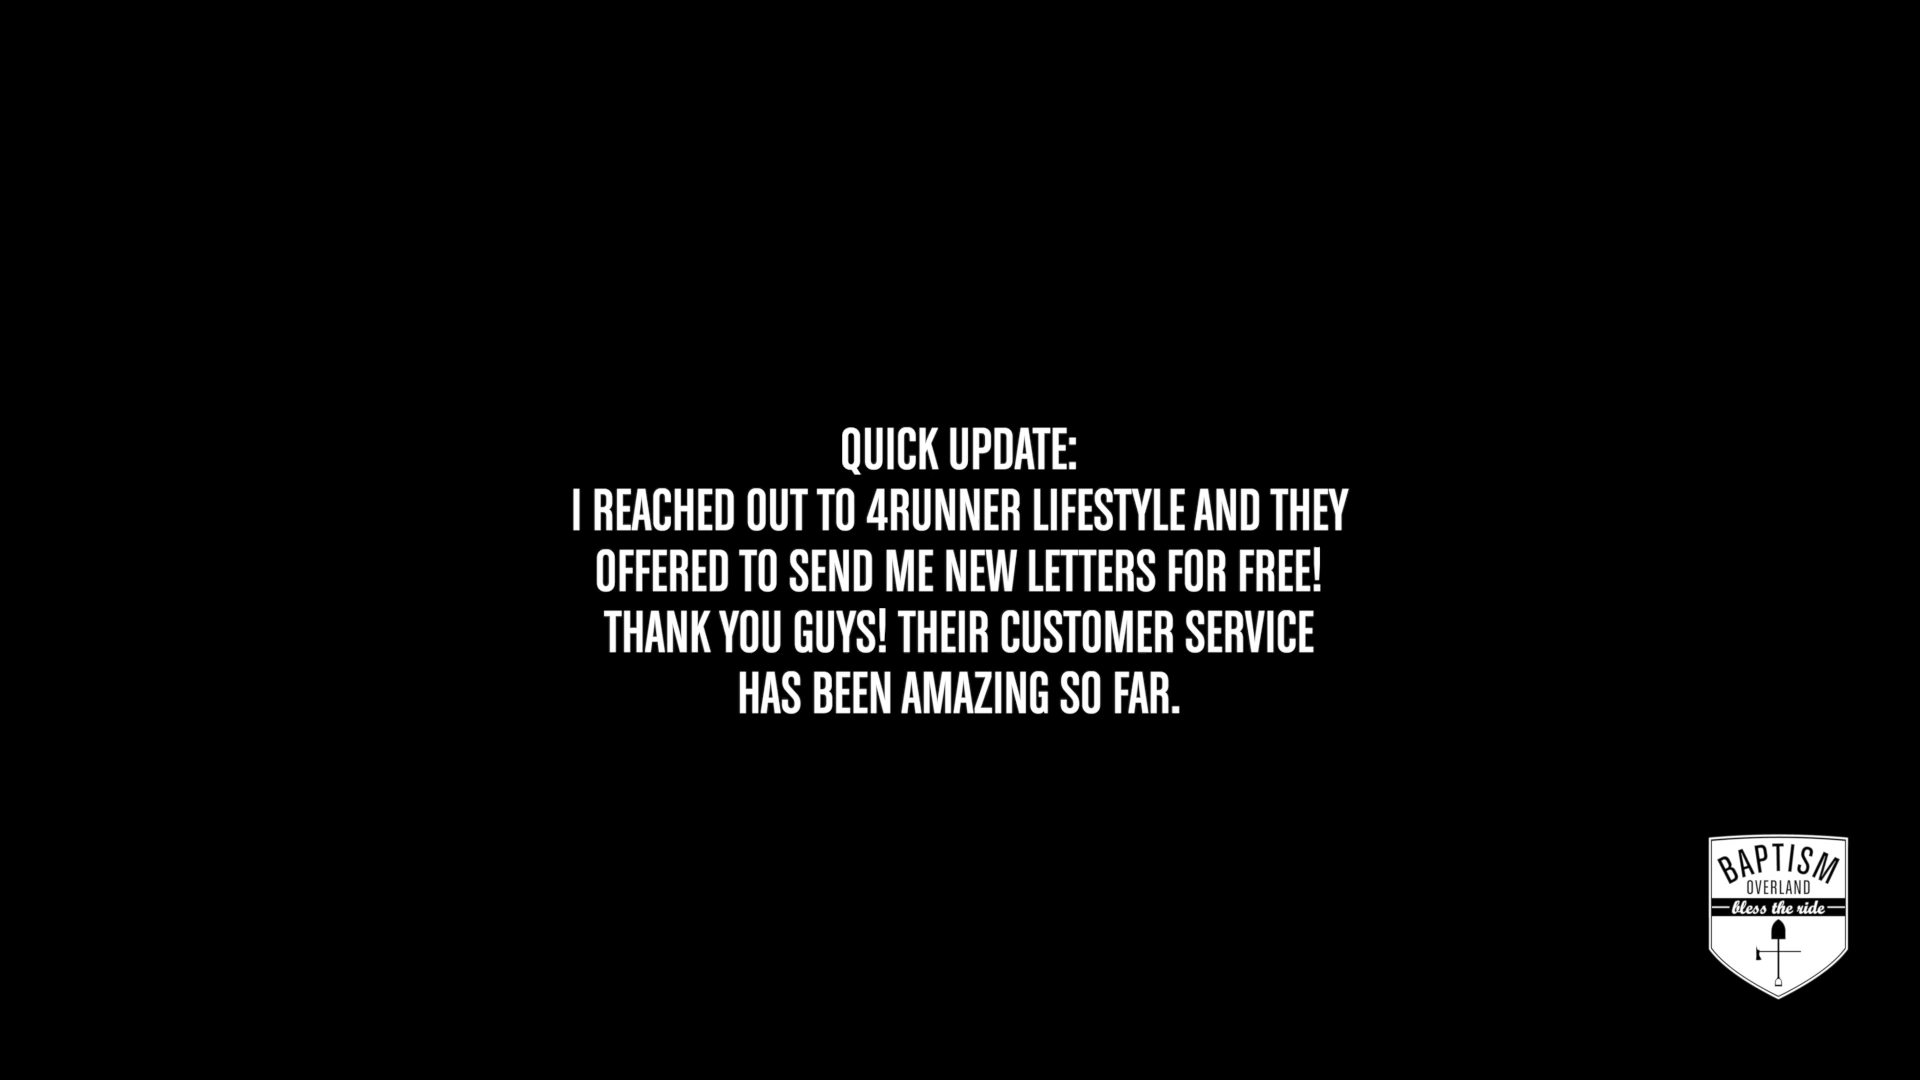 QUICK UPDATE:
I REACHED OUT TO 4RUNNER LIFESTYLE AND THEY
OFFERED TO SEND ME NEW LETTERS FOR FREE!
THANK YOU GUYS! THEIR CUSTOMER SERVICE
HAS BEEN AMAZING SO FAR.
BAPTISM
OVERLAND
bless the ride